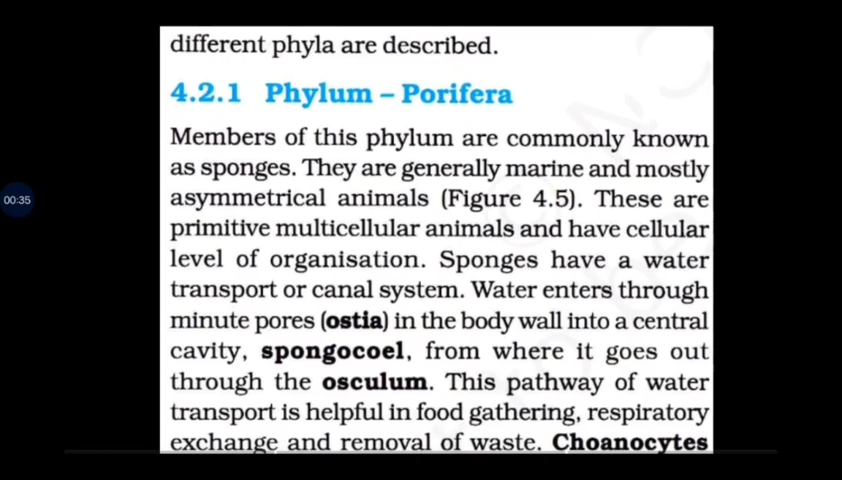 different phyla are described.
4.2.1 Phylum – Porifera
Members of this phylum are commonly known
as sponges. They are generally marine and mostly
asymmetrical animals (Figure 4.5). These are
primitive multicellular animals and have cellular
level of organisation. Sponges have a water
transport or canal system. Water enters through
minute pores (ostia) in the body wall into a central
cavity, spongocoel, from where it goes out
through the osculum. This pathway of water
transport is helpful in food gathering, respiratory
exchange and removal of waste. Choanocytes
00:35